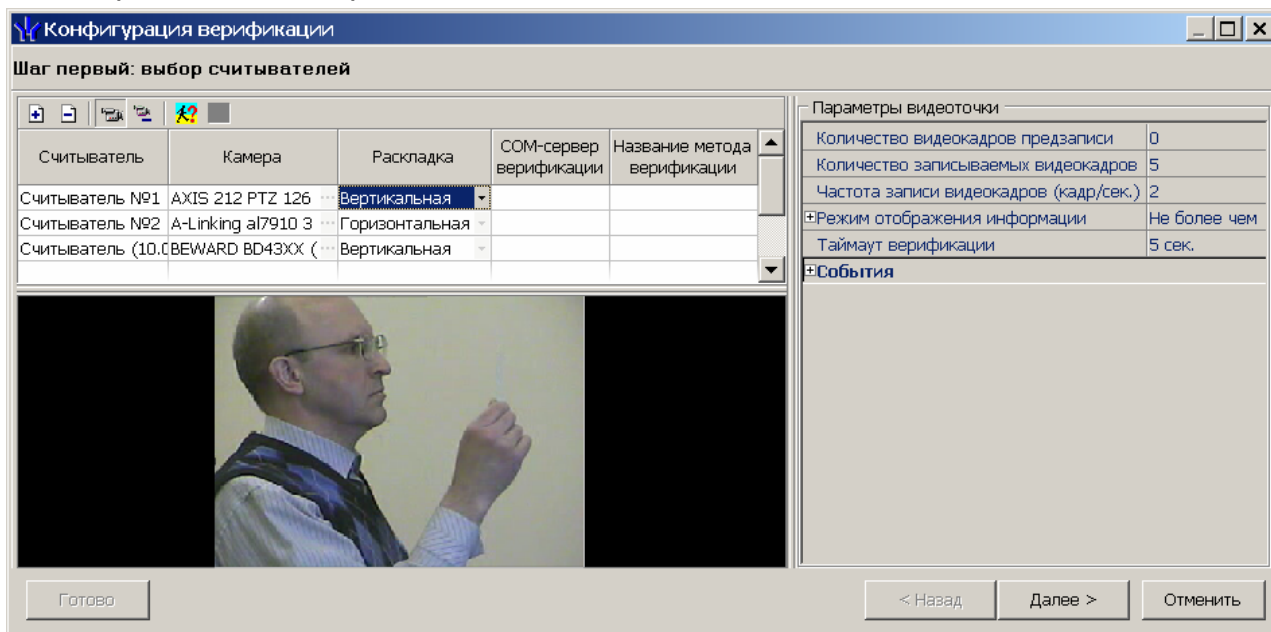 Конфигурация верификации
Шаг первый: выбор считывателей
Считыватель Камера Раскладка COM-сервер верификации Название метода верификации
Считыватель №1 AXIS 212 PTZ 126 ... Вертикальная
Считыватель №2 A-Linking al7910 3 ... Горизонтальная
Считыватель (10.0 BEWARD BD43XX ( ... Вертикальная
Параметры видеоточки
Количество видеокадров предзаписи 0
Количество записываемых видеокадров 5
Частота записи видеокадров (кадр/сек.) 2
Режим отображения информации Не более чем
Таймаут верификации 5 сек.
События
Готово
< Назад
Далее >
Отменить